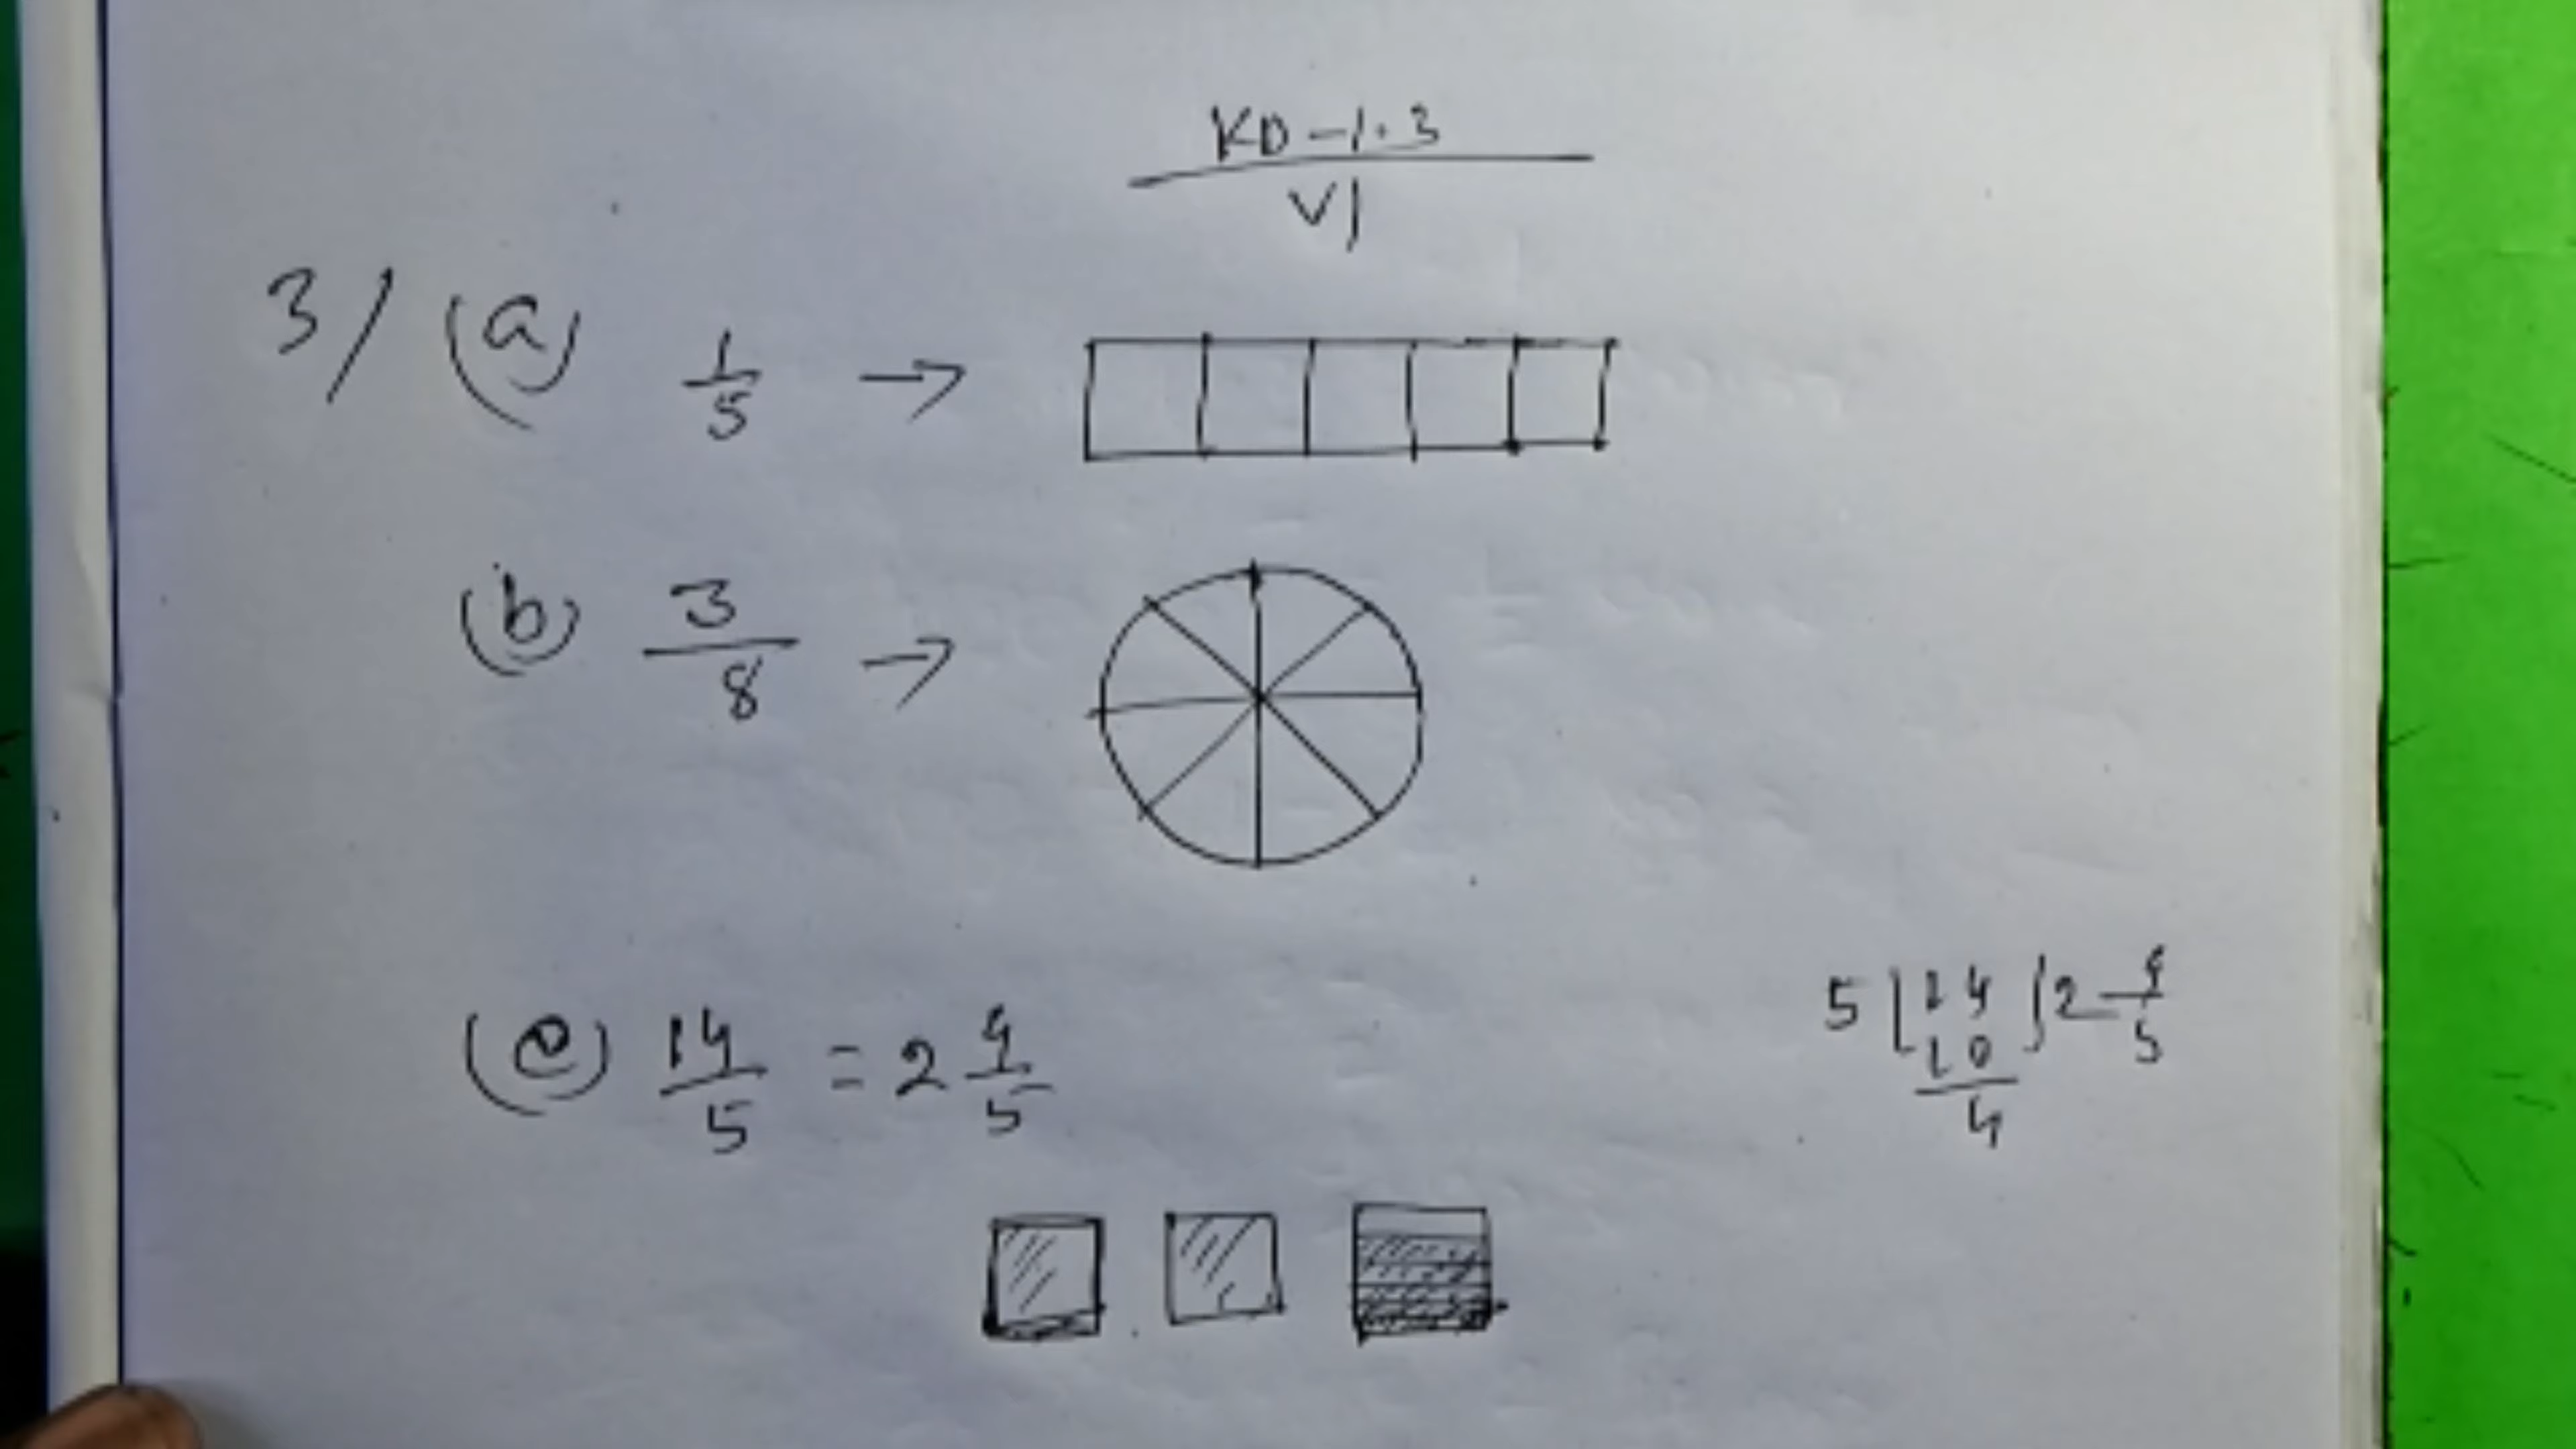 KD-1.3
VI
3/ (a) 1/5 →
(b) 3/8 →
(e) 14/5 = 2 4/5
5 | 14 | 2 4/5
10
4